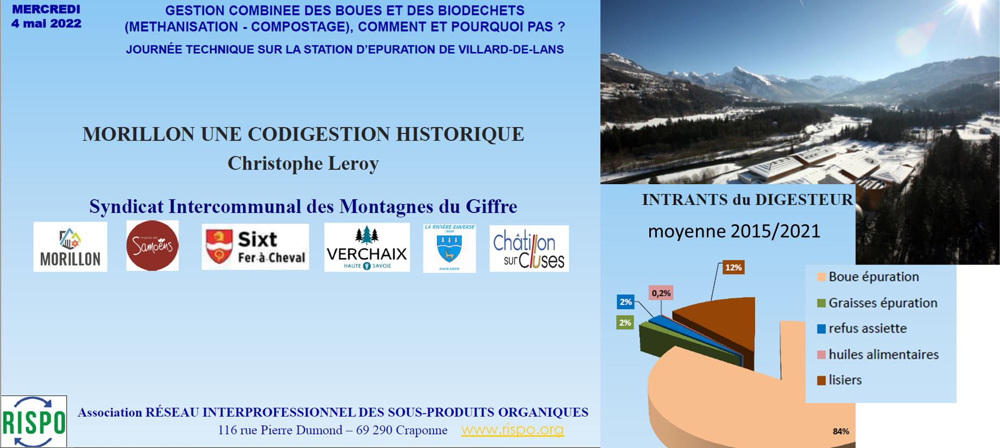 MERCREDI
4 mai 2022
GESTION COMBINEE DES BOUES ET DES BIODECHETS
(METHANISATION - COMPOSTAGE), COMMENT ET POURQUOI PAS ?
JOURNÉE TECHNIQUE SUR LA STATION D'EPURATION DE VILLARD-DE-LANS
MORILLON UNE CODIGESTION HISTORIQUE
Christophe Leroy
Syndicat Intercommunal des Montagnes du Giffre
MORILLON
mairie de
Samoëns
Sixt
Fer-à-Cheval
VERCHAIX
HAUTE SAVOIE
LA RIVIÈRE-ENVERSE
HAUTE-SAVOIE
Châtillon
sur Cluses
RISPO
Association RÉSEAU INTERPROFESSIONNEL DES SOUS-PRODUITS ORGANIQUES
116 rue Pierre Dumond – 69 290 Craponne www.rispo.org
INTRANTS du DIGESTEUR
moyenne 2015/2021
12%
0,2%
2%
2%
84%
Boue épuration
Graisses épuration
refus assiette
huiles alimentaires
lisiers